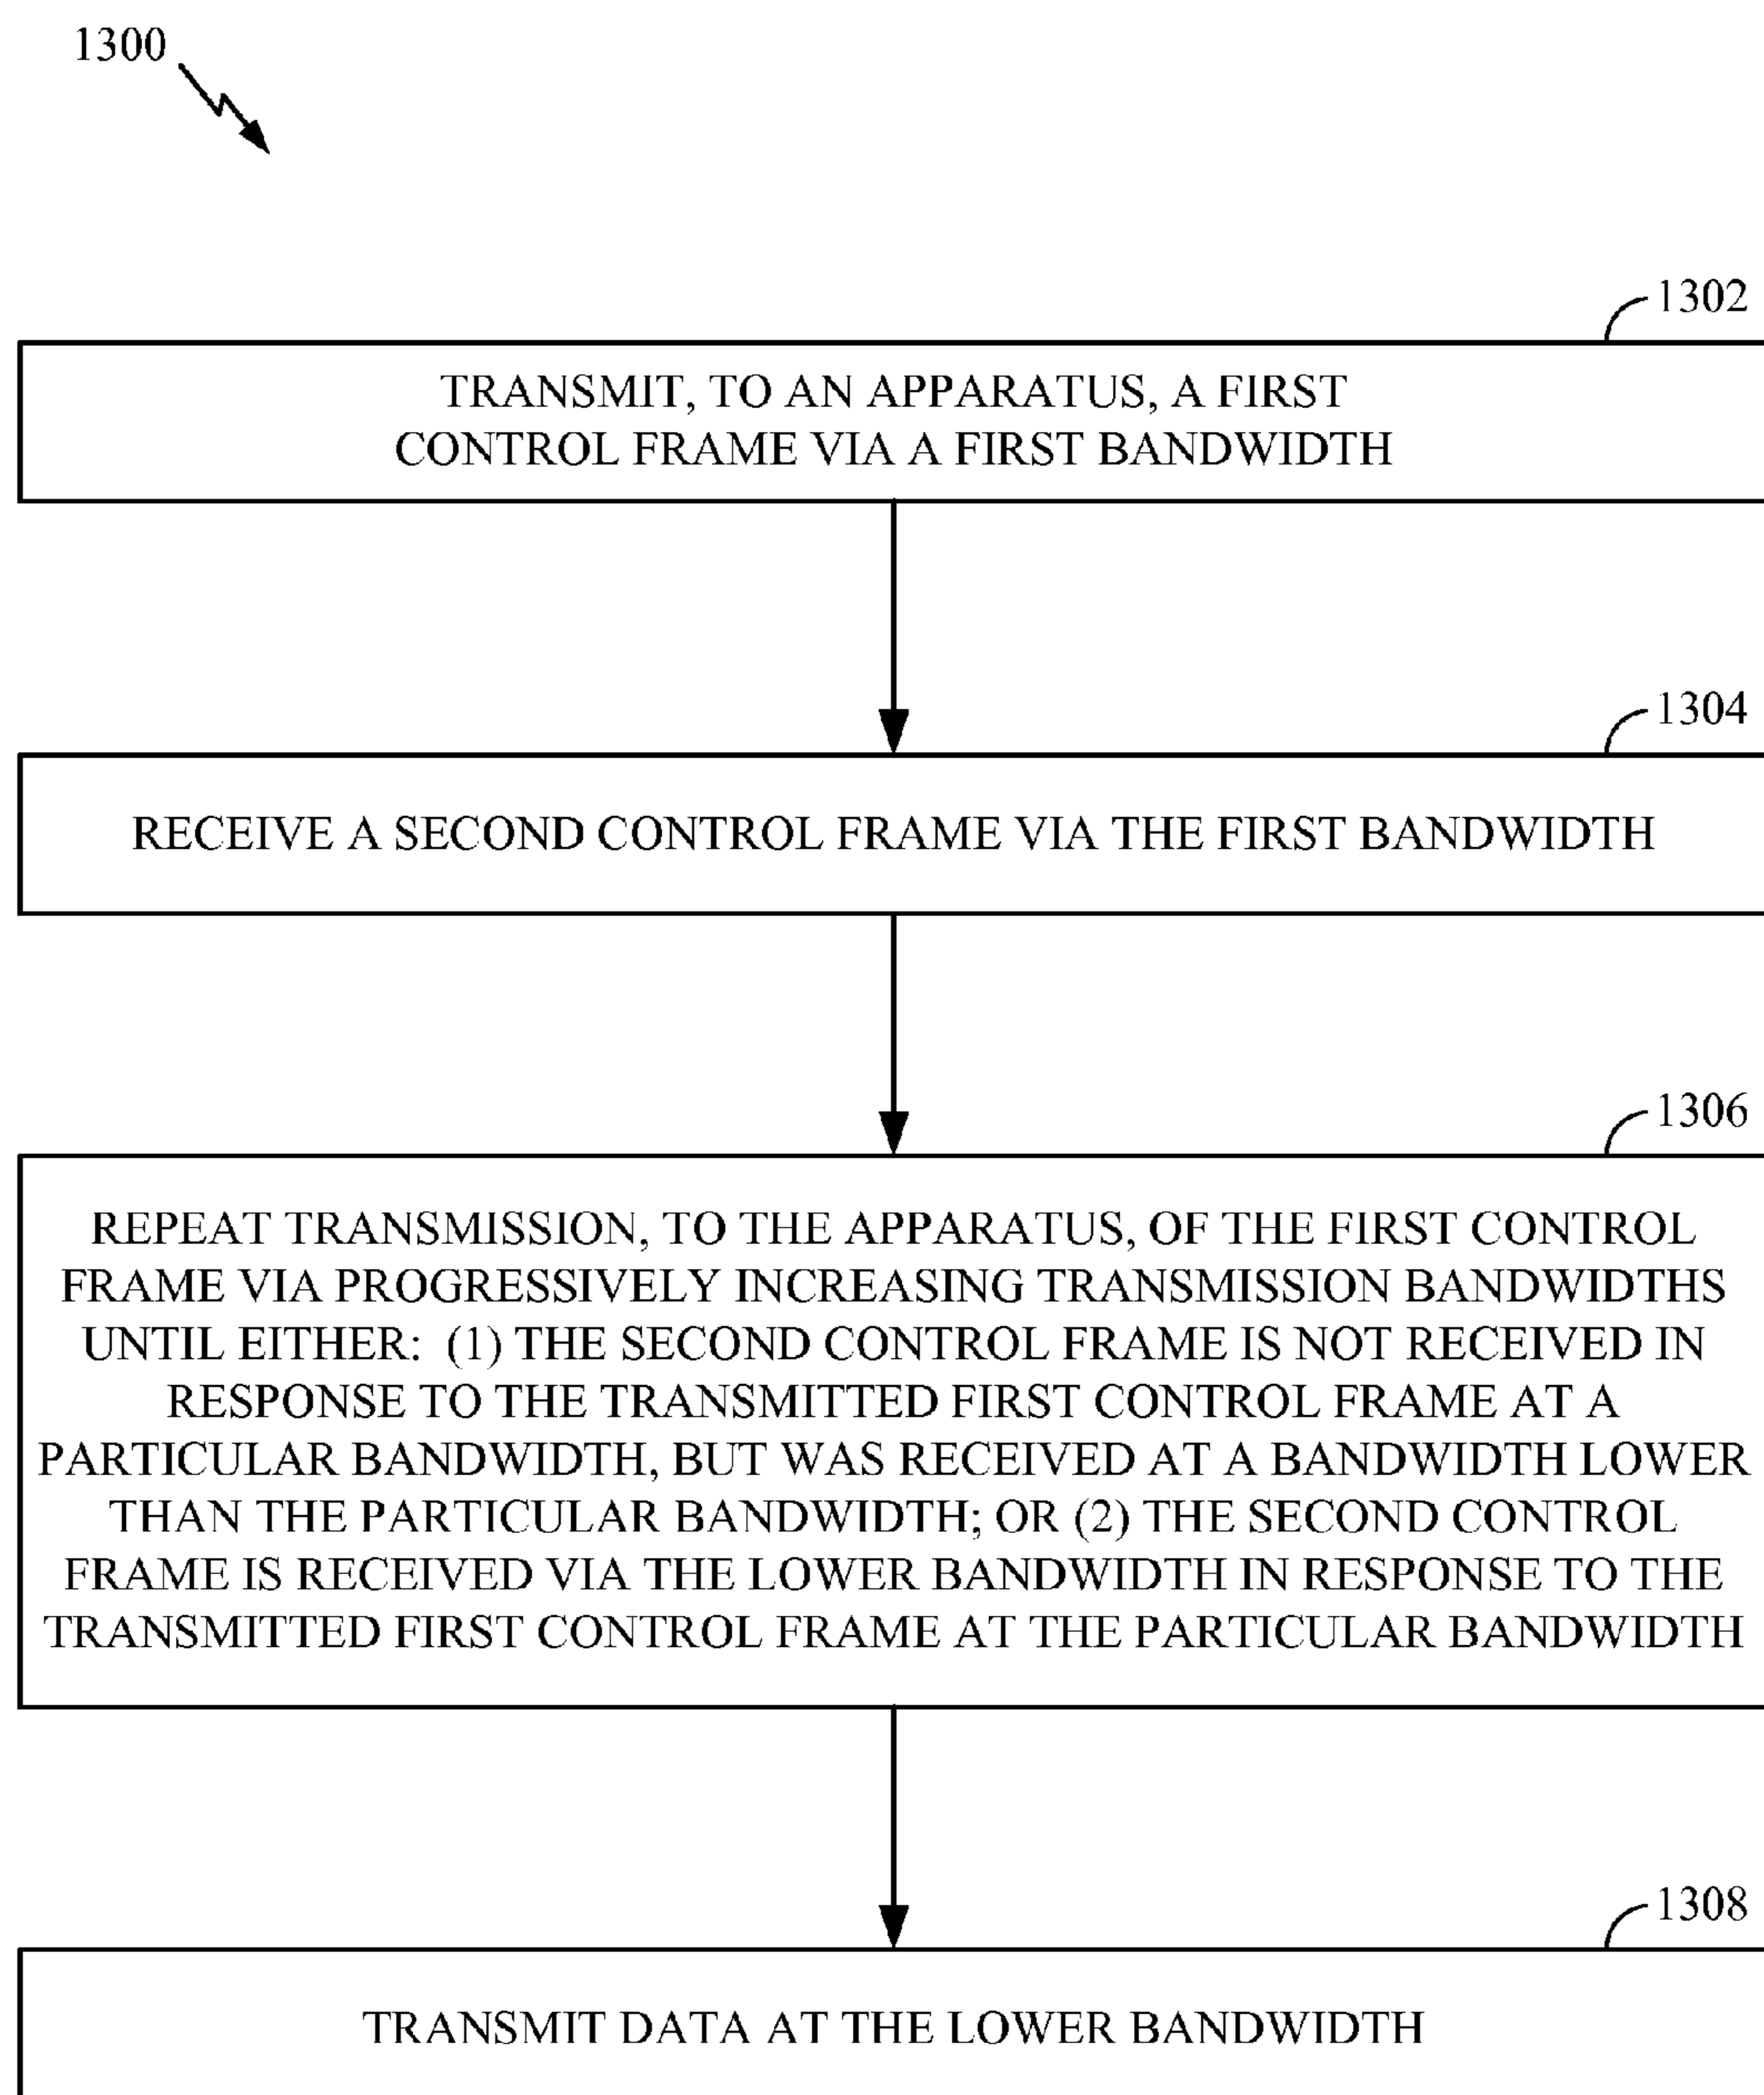 1300
1302
TRANSMIT, TO AN APPARATUS, A FIRST
CONTROL FRAME VIA A FIRST BANDWIDTH
1304
RECEIVE A SECOND CONTROL FRAME VIA THE FIRST BANDWIDTH
1306
REPEAT TRANSMISSION, TO THE APPARATUS, OF THE FIRST CONTROL
FRAME VIA PROGRESSIVELY INCREASING TRANSMISSION BANDWIDTHS
UNTIL EITHER: (1) THE SECOND CONTROL FRAME IS NOT RECEIVED IN
RESPONSE TO THE TRANSMITTED FIRST CONTROL FRAME AT A
PARTICULAR BANDWIDTH, BUT WAS RECEIVED AT A BANDWIDTH LOWER
THAN THE PARTICULAR BANDWIDTH; OR (2) THE SECOND CONTROL
FRAME IS RECEIVED VIA THE LOWER BANDWIDTH IN RESPONSE TO THE
TRANSMITTED FIRST CONTROL FRAME AT THE PARTICULAR BANDWIDTH
1308
TRANSMIT DATA AT THE LOWER BANDWIDTH